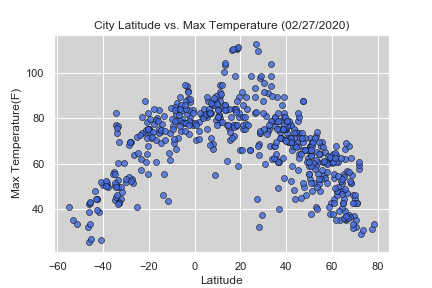 City Latitude vs. Max Temperature (02/27/2020)
Max Temperature(F)
100
80
60
40
−60 −40 −20 0 20 40 60 80
Latitude